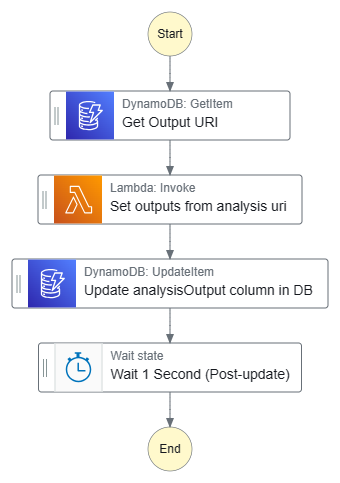 Start
DynamoDB: GetItem
Get Output URI
Lambda: Invoke
Set outputs from analysis uri
DynamoDB: UpdateItem
Update analysisOutput column in DB
Wait state
Wait 1 Second (Post-update)
End